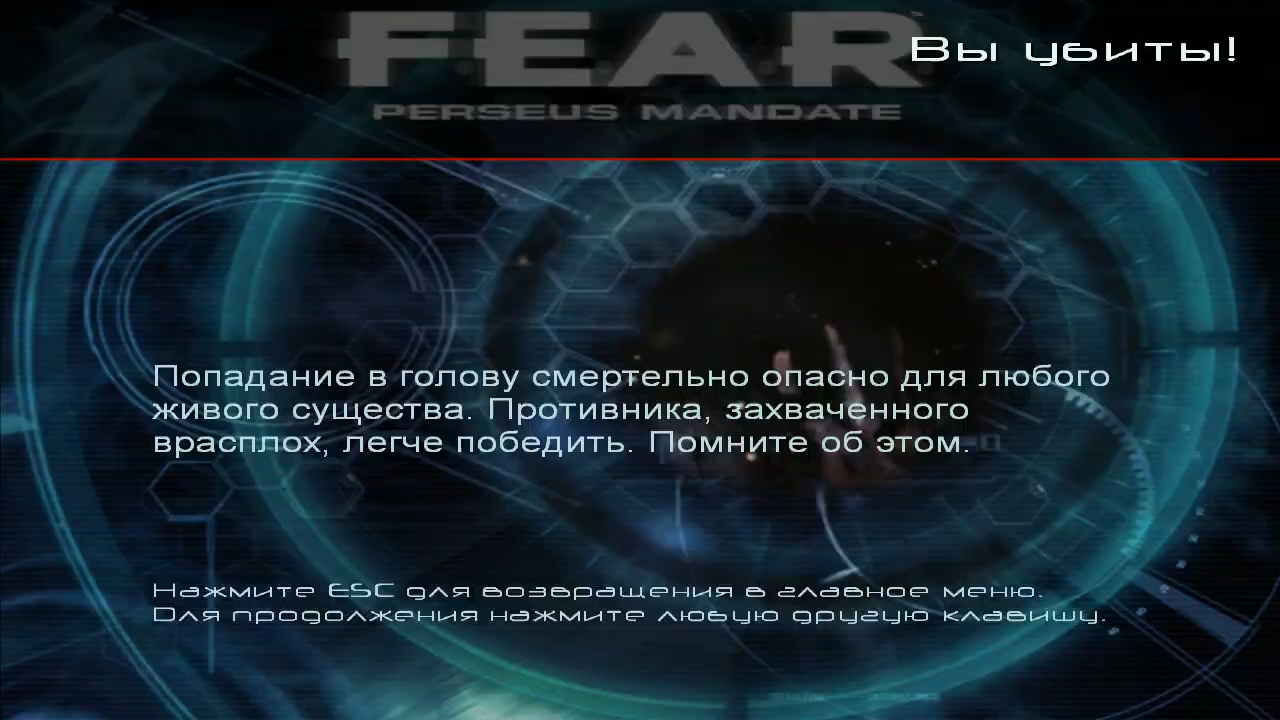 F.E.A.R.
Вы убиты!
PERSEUS MANDATE
Попадание в голову смертельно опасно для любого
живого существа. Противника, захваченного
врасплох, легче победить. Помните об этом.
Нажмите ESC для возвращения в главное меню.
Для продолжения нажмите любую другую клавишу.